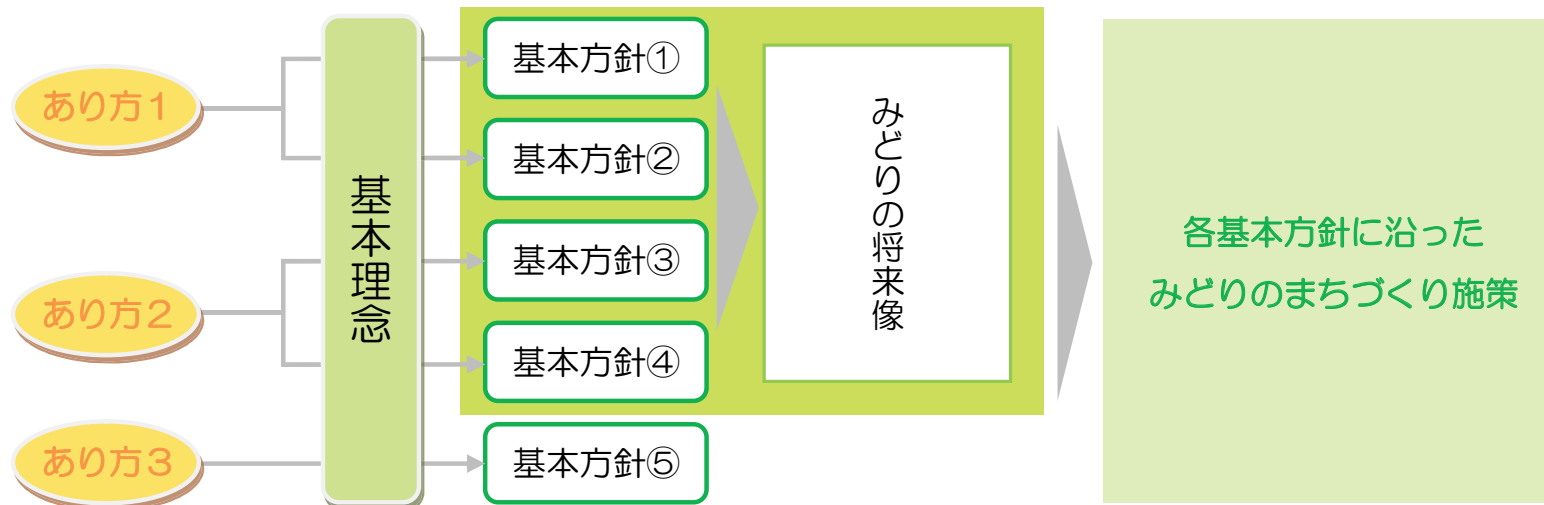 あり方１
あり方２
あり方３
基本理念
基本方針①
基本方針②
基本方針③
基本方針④
基本方針⑤
みどりの将来像
各基本方針に沿った
みどりのまちづくり施策